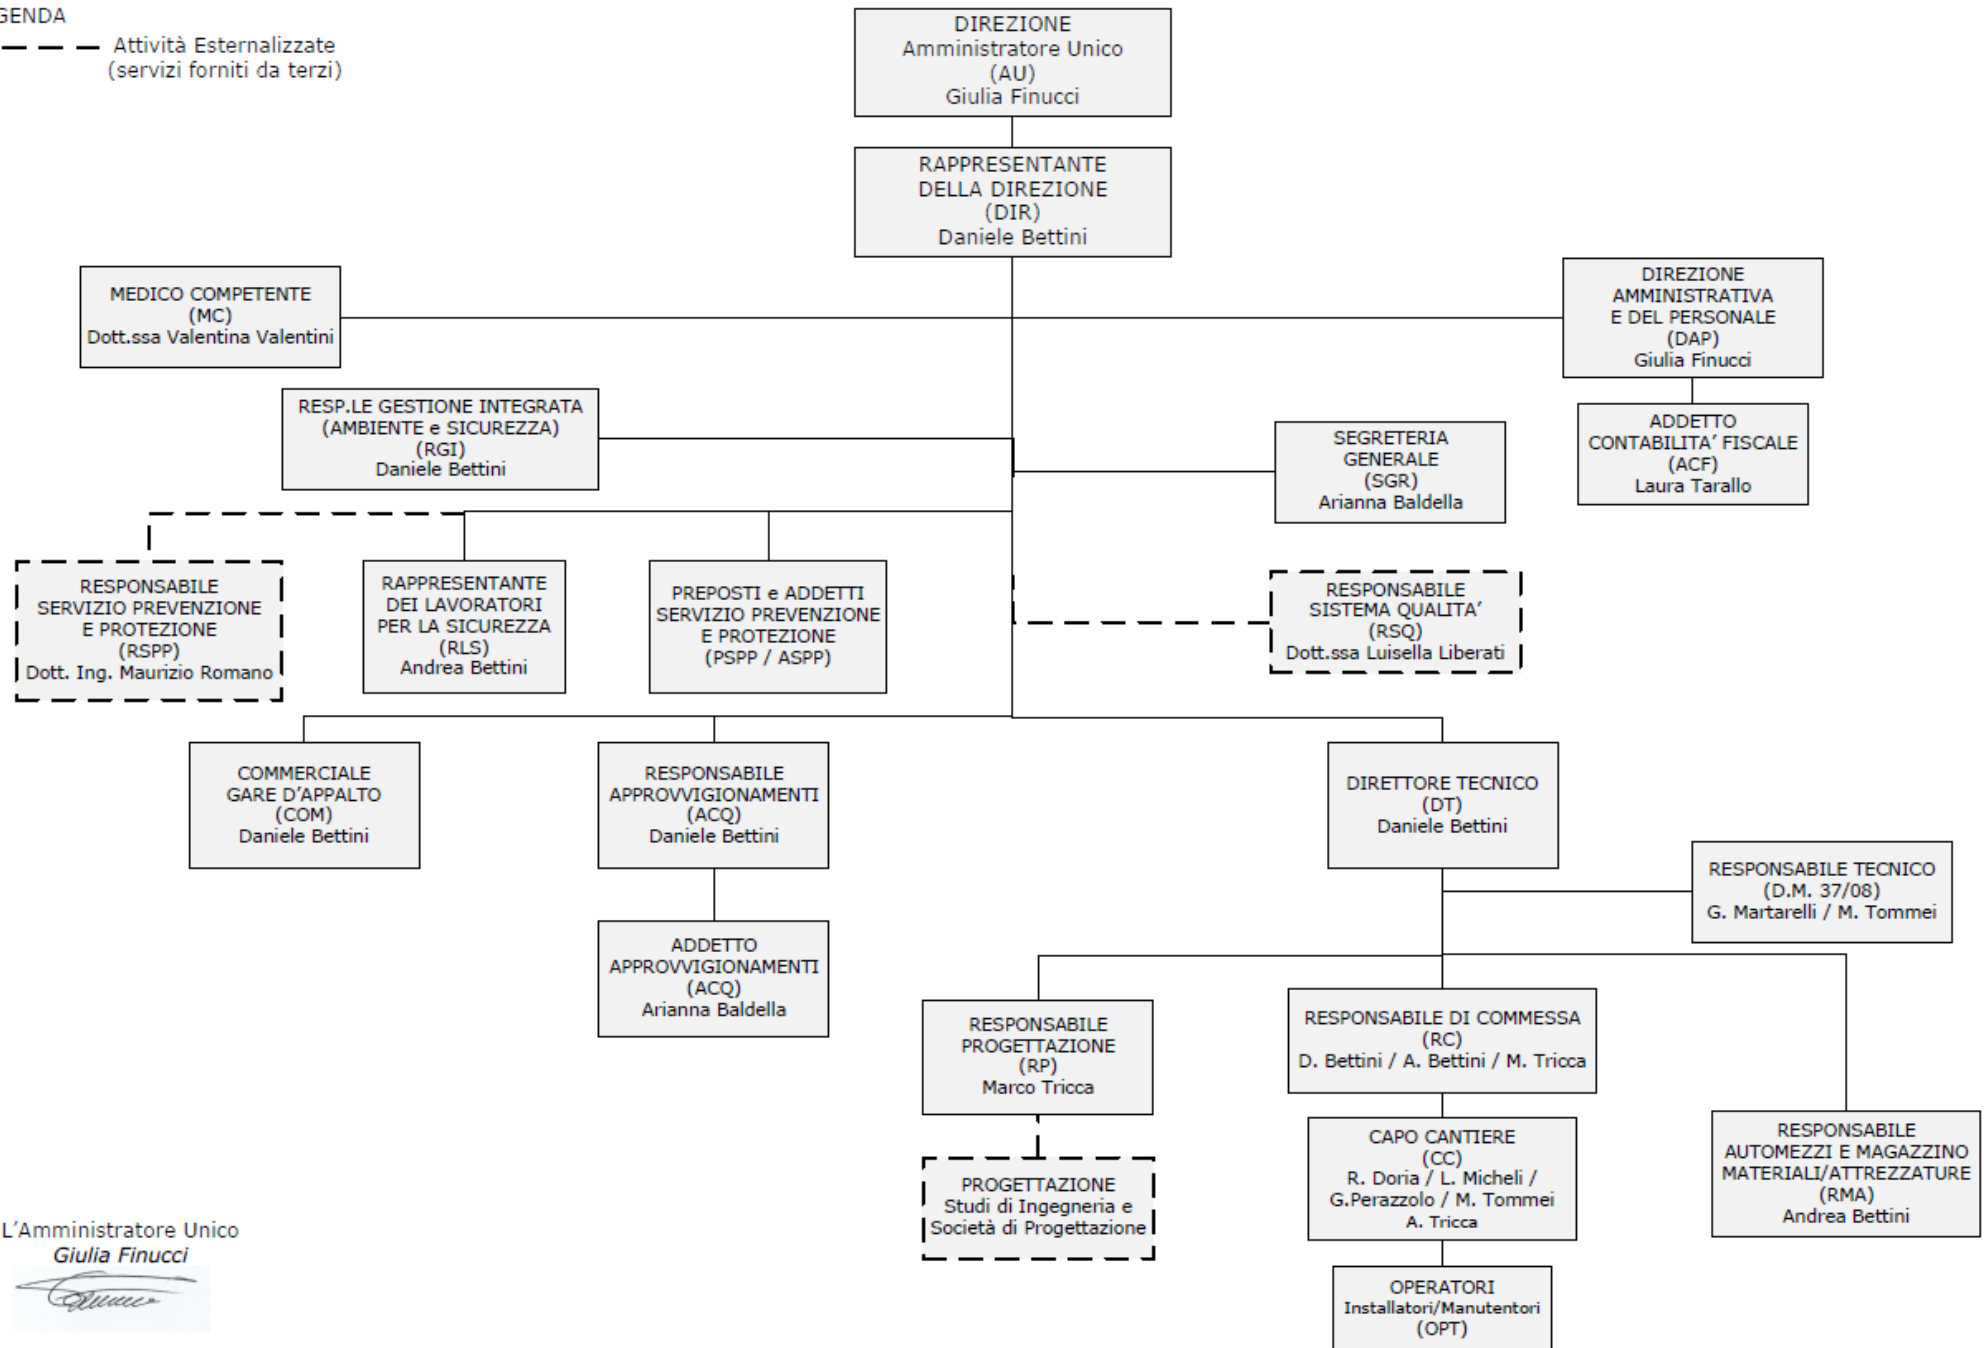 GENDA
Attività Esternalizzate
(servizi forniti da terzi)
DIREZIONE
Amministratore Unico
(AU)
Giulia Finucci
RAPPRESENTANTE
DELLA DIREZIONE
(DIR)
Daniele Bettini
MEDICO COMPETENTE
(MC)
Dott.ssa Valentina Valentini
DIREZIONE
AMMINISTRATIVA
E DEL PERSONALE
(DAP)
Giulia Finucci
RESP.LE GESTIONE INTEGRATA
(AMBIENTE e SICUREZZA)
(RGI)
Daniele Bettini
SEGRETERIA
GENERALE
(SGR)
Arianna Baldella
ADDETTO
CONTABILITA’ FISCALE
(ACF)
Laura Tarallo
RESPONSABILE
SERVIZIO PREVENZIONE
E PROTEZIONE
(RSPP)
Dott. Ing. Maurizio Romano
RAPPRESENTANTE
DEI LAVORATORI
PER LA SICUREZZA
(RLS)
Andrea Bettini
PREPOSTI e ADDETTI
SERVIZIO PREVENZIONE
E PROTEZIONE
(PSPP / ASPP)
RESPONSABILE
SISTEMA QUALITA’
(RSQ)
Dott.ssa Luisella Liberati
COMMERCIALE
GARE D’APPALTO
(COM)
Daniele Bettini
RESPONSABILE
APPROVVIGIONAMENTI
(ACQ)
Daniele Bettini
DIRETTORE TECNICO
(DT)
Daniele Bettini
RESPONSABILE TECNICO
(D.M. 37/08)
G. Martarelli / M. Tommei
ADDETTO
APPROVVIGIONAMENTI
(ACQ)
Arianna Baldella
RESPONSABILE
PROGETTAZIONE
(RP)
Marco Tricca
RESPONSABILE DI COMMESSA
(RC)
D. Bettini / A. Bettini / M. Tricca
RESPONSABILE
AUTOMEZZI E MAGAZZINO
MATERIALI/ATTREZZATURE
(RMA)
Andrea Bettini
PROGETTAZIONE
Studi di Ingegneria e
Società di Progettazione
CAPO CANTIERE
(CC)
R. Doria / L. Micheli /
G.Perazzolo / M. Tommei
A. Tricca
OPERATORI
Installatori/Manutentori
(OPT)
L’Amministratore Unico
Giulia Finucci